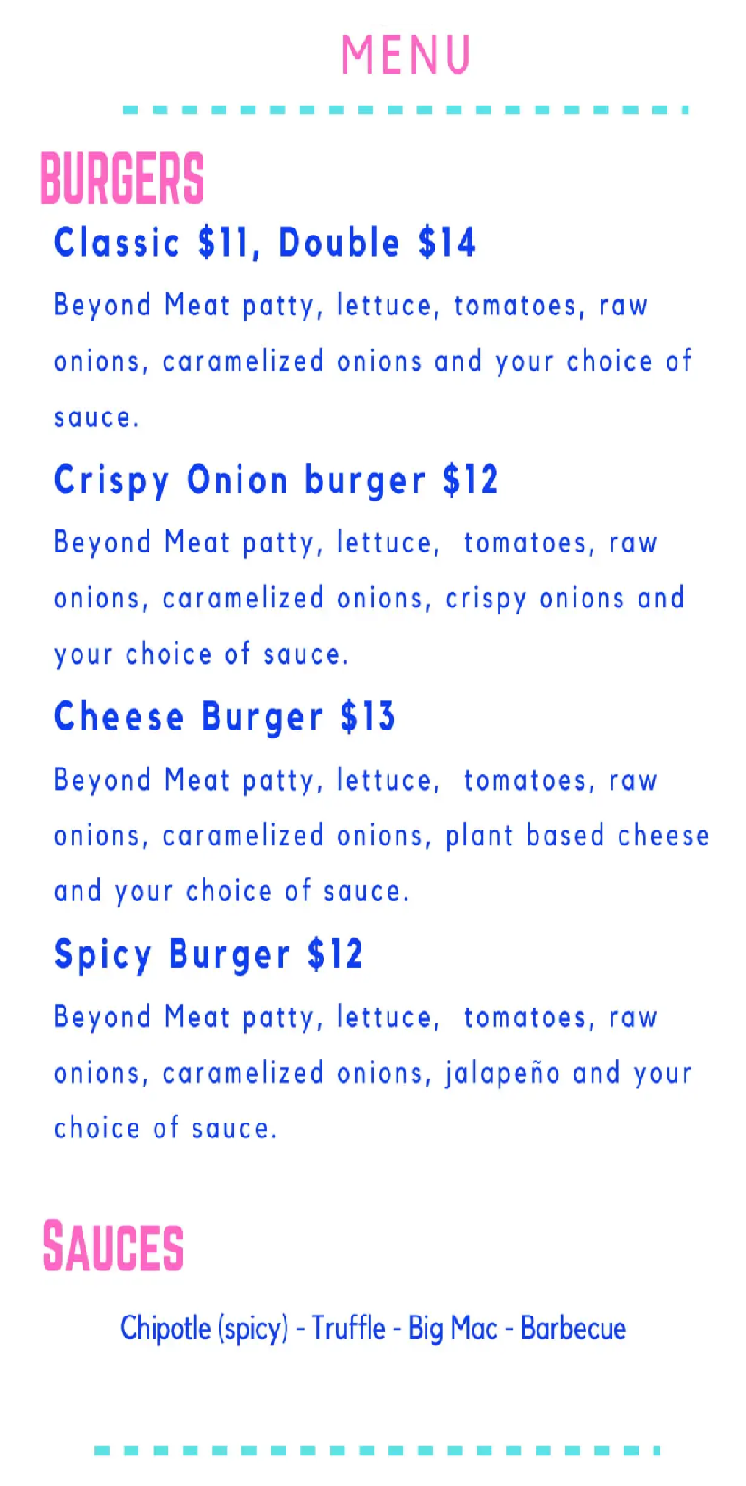 MENU
BURGERS
Classic $11, Double $14
Beyond Meat patty, lettuce, tomatoes, raw
onions, caramelized onions and your choice of
sauce.
Crispy Onion burger $12
Beyond Meat patty, lettuce,  tomatoes, raw
onions, caramelized onions, crispy onions and
your choice of sauce.
Cheese Burger $13
Beyond Meat patty, lettuce,  tomatoes, raw
onions, caramelized onions, plant based cheese
and your choice of sauce.
Spicy Burger $12
Beyond Meat patty, lettuce,  tomatoes, raw
onions, caramelized onions, jalapeño and your
choice of sauce.
SAUCES
Chipotle (spicy) - Truffle - Big Mac - Barbecue